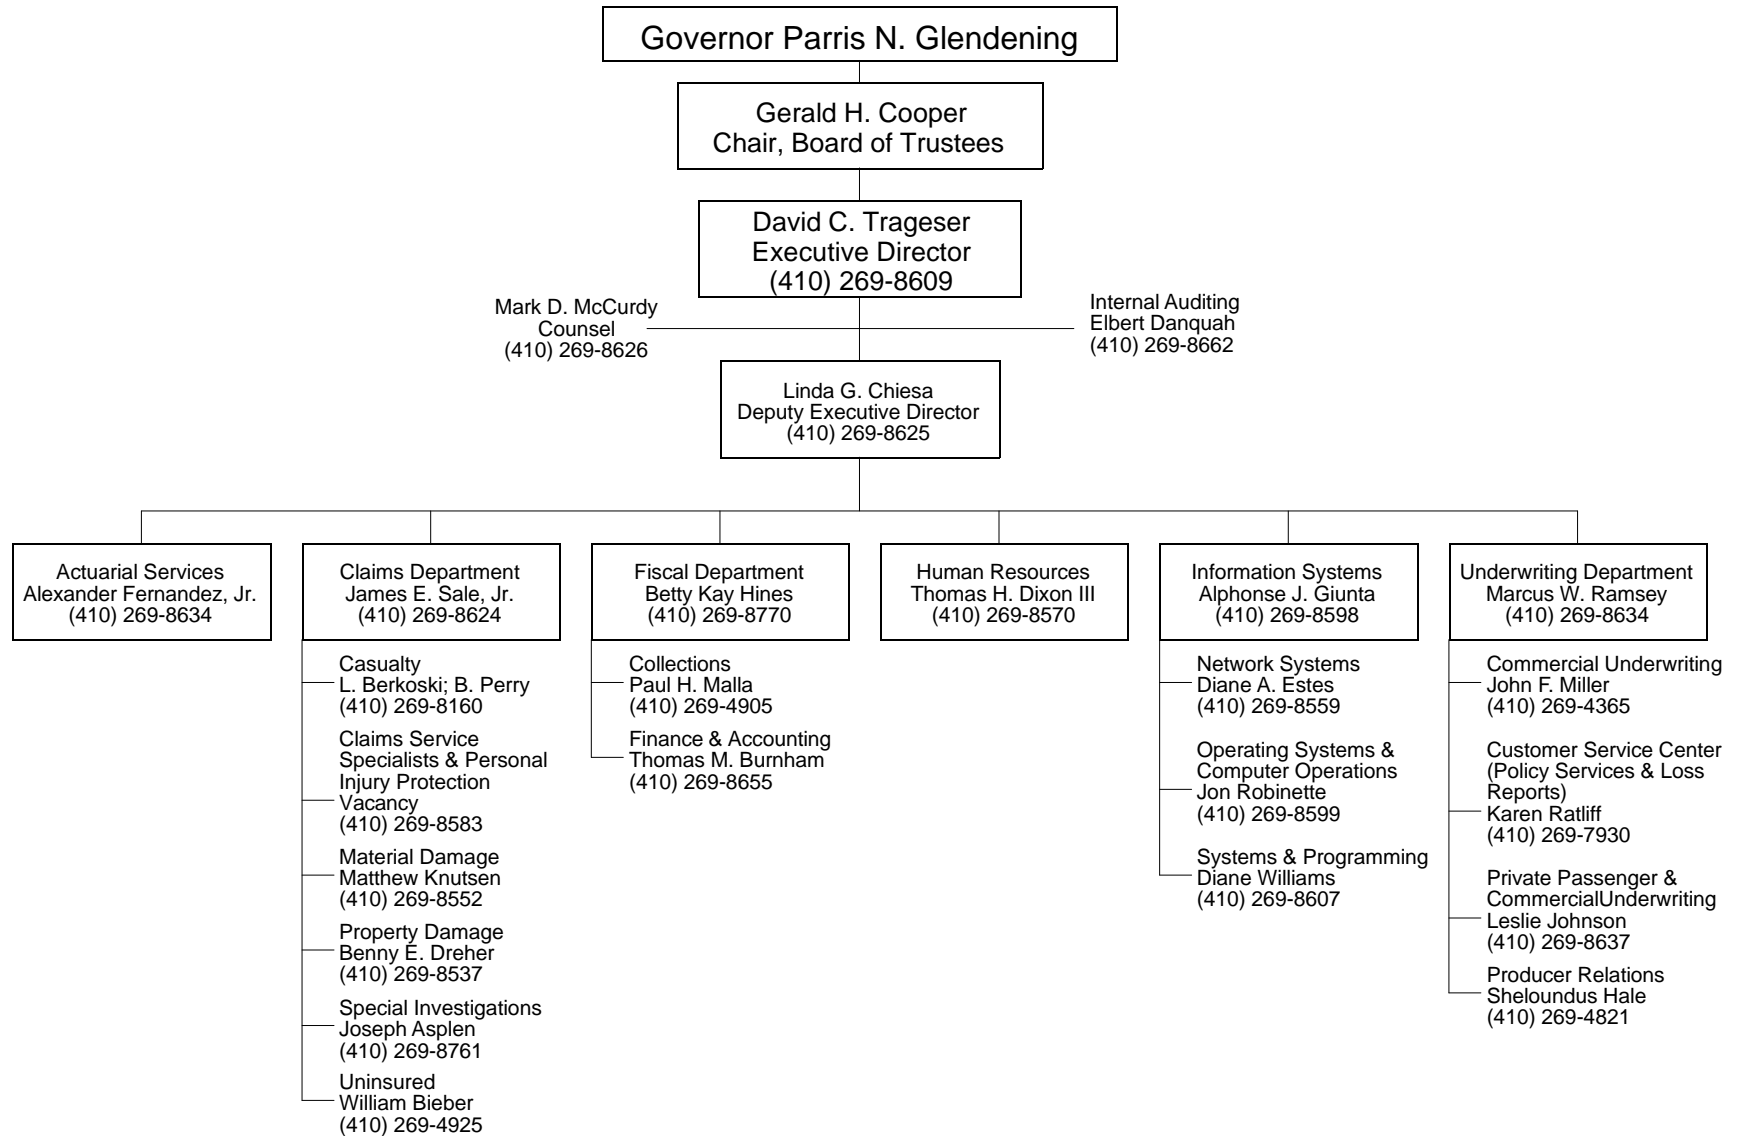 Governor Parris N. Glendening
Gerald H. Cooper
Chair, Board of Trustees
David C. Trageser
Executive Director
(410) 269-8609
Mark D. McCurdy
Counsel
(410) 269-8626
Internal Auditing
Elbert Danquah
(410) 269-8662
Linda G. Chiesa
Deputy Executive Director
(410) 269-8625
Actuarial Services
Alexander Fernandez, Jr.
(410) 269-8634
Claims Department
James E. Sale, Jr.
(410) 269-8624
Casualty
L. Berkoski; B. Perry
(410) 269-8160
Claims Service
Specialists & Personal
Injury Protection
Vacancy
(410) 269-8583
Material Damage
Matthew Knutsen
(410) 269-8552
Property Damage
Benny E. Dreher
(410) 269-8537
Special Investigations
Joseph Asplen
(410) 269-8761
Uninsured
William Bieber
(410) 269-4925
Fiscal Department
Betty Kay Hines
(410) 269-8770
Collections
Paul H. Malla
(410) 269-4905
Finance & Accounting
Thomas M. Burnham
(410) 269-8655
Human Resources
Thomas H. Dixon III
(410) 269-8570
Information Systems
Alphonse J. Giunta
(410) 269-8598
Network Systems
Diane A. Estes
(410) 269-8559
Operating Systems &
Computer Operations
Jon Robinette
(410) 269-8599
Systems & Programming
Diane Williams
(410) 269-8607
Underwriting Department
Marcus W. Ramsey
(410) 269-8634
Commercial Underwriting
John F. Miller
(410) 269-4365
Customer Service Center
(Policy Services & Loss
Reports)
Karen Ratliff
(410) 269-7930
Private Passenger &
CommercialUnderwriting
Leslie Johnson
(410) 269-8637
Producer Relations
Sheloundus Hale
(410) 269-4821